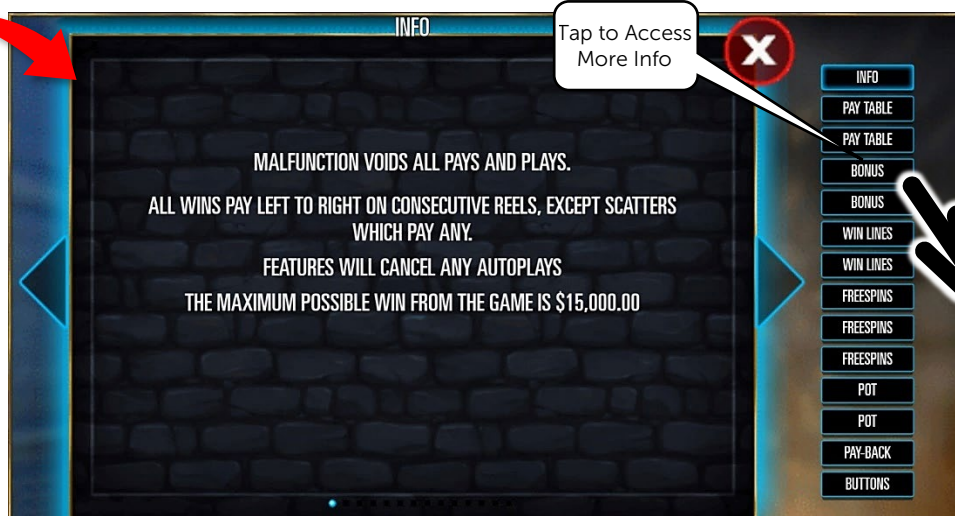 INFO
Tap to Access
More Info
X
MALFUNCTION VOIDS ALL PAYS AND PLAYS.
ALL WINS PAY LEFT TO RIGHT ON CONSECUTIVE REELS, EXCEPT SCATTERS
WHICH PAY ANY.
FEATURES WILL CANCEL ANY AUTOPLAYS
THE MAXIMUM POSSIBLE WIN FROM THE GAME IS $15,000.00
INFO
PAY TABLE
PAY TABLE
BONUS
BONUS
WIN LINES
WIN LINES
FREESPINS
FREESPINS
FREESPINS
POT
POT
PAY-BACK
BUTTONS